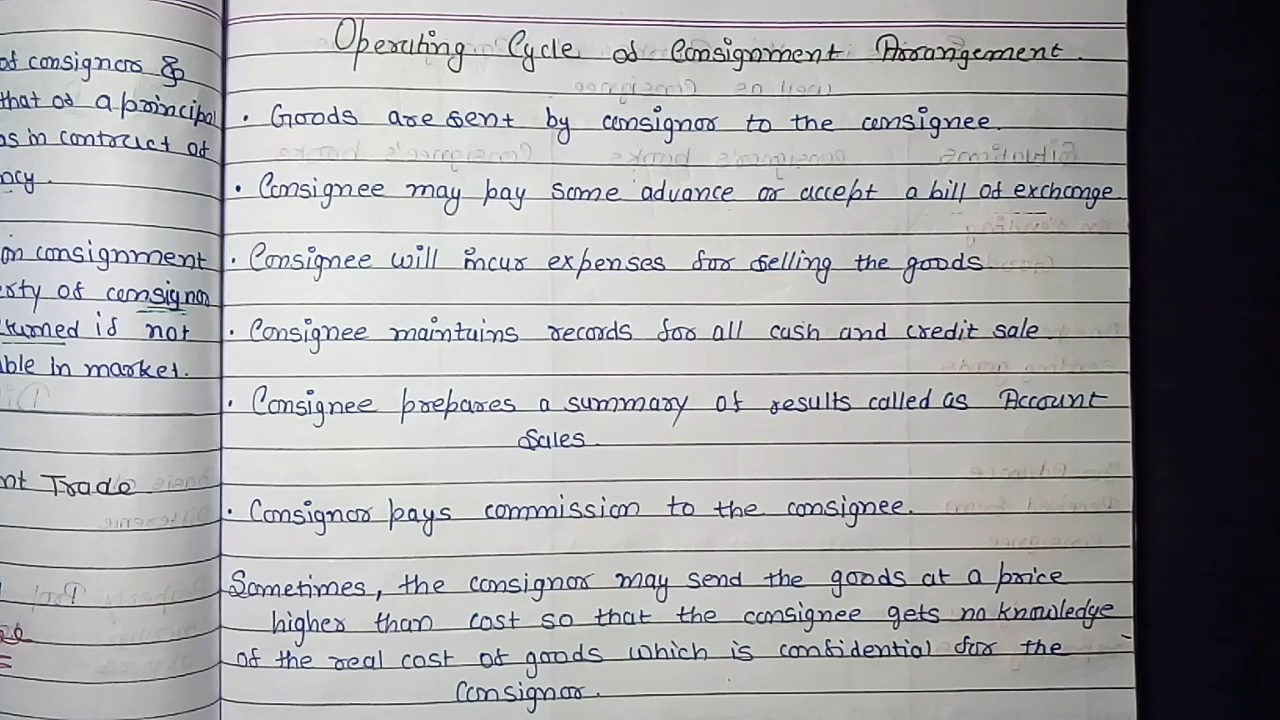 of consignor &
that of a principal
as in contract of
ncy.
on consignment
rty of consignor
turned is not
ble in market.
nt Trade
Operating Cycle of Consignment Arrangement.
• Goods are sent by consignor to the consignee.
• Consignee may pay some advance or accept a bill of exchange.
• Consignee will incur expenses for selling the goods
• Consignee maintains records for all cash and credit sale.
• Consignee prepares a summary of results called as Account
Sales.
• Consignor pays commission to the consignee.
Sometimes, the consignor may send the goods at a price
higher than cost so that the consignee gets no knowledge
of the real cost of goods which is confidential for the
Consignor.